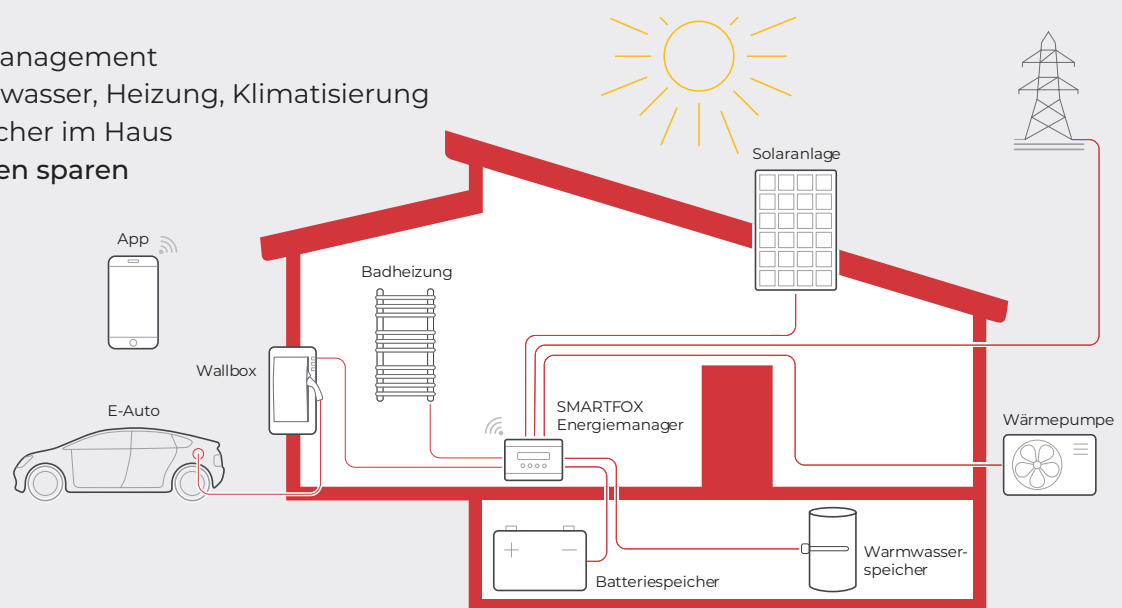 anagement
wasser, Heizung, Klimatisierung
cher im Haus
en sparen
Solaranlage
App
Badheizung
Wallbox
E-Auto
SMARTFOX
Energiemanager
Wärmepumpe
Batteriespeicher
Warmwasser-
speicher